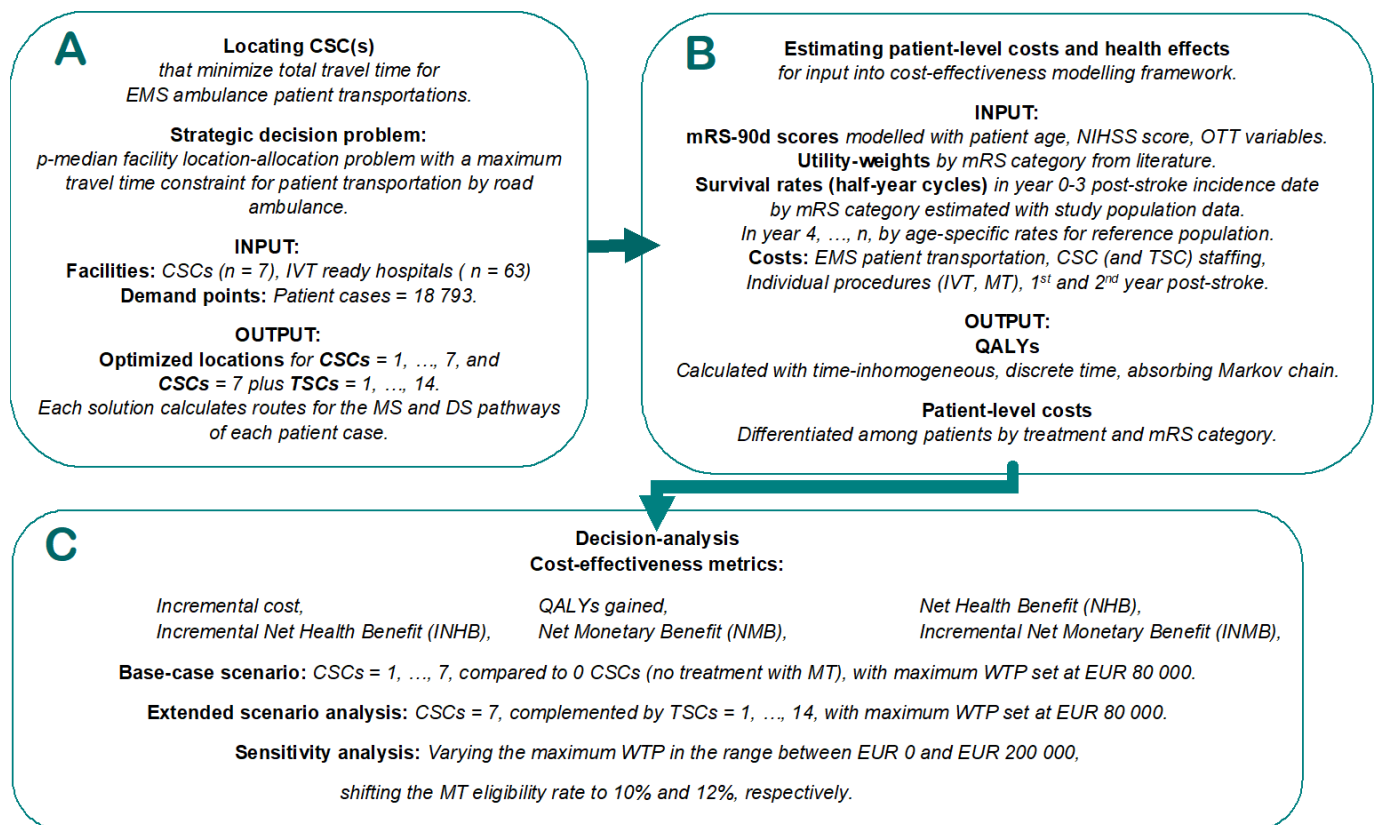 A
Locating CSC(s)
that minimize total travel time for
EMS ambulance patient transportations.
Strategic decision problem:
p-median facility location-allocation problem with a maximum
travel time constraint for patient transportation by road
ambulance.
INPUT:
Facilities: CSCs (n = 7), IVT ready hospitals ( n = 63)
Demand points: Patient cases = 18 793.
OUTPUT:
Optimized locations for CSCs = 1, …, 7, and
CSCs = 7 plus TSCs = 1, …, 14.
Each solution calculates routes for the MS and DS pathways
of each patient case.
B
Estimating patient-level costs and health effects
for input into cost-effectiveness modelling framework.
INPUT:
mRS-90d scores modelled with patient age, NIHSS score, OTT variables.
Utility-weights by mRS category from literature.
Survival rates (half-year cycles) in year 0-3 post-stroke incidence date
by mRS category estimated with study population data.
In year 4, …, n, by age-specific rates for reference population.
Costs: EMS patient transportation, CSC (and TSC) staffing,
Individual procedures (IVT, MT), 1st and 2nd year post-stroke.
OUTPUT:
QALYs
Calculated with time-inhomogeneous, discrete time, absorbing Markov chain.
Patient-level costs
Differentiated among patients by treatment and mRS category.
C
Decision-analysis
Cost-effectiveness metrics:
Incremental cost, QALYs gained, Net Health Benefit (NHB),
Incremental Net Health Benefit (INHB), Net Monetary Benefit (NMB), Incremental Net Monetary Benefit (INMB),
Base-case scenario: CSCs = 1, …, 7, compared to 0 CSCs (no treatment with MT), with maximum WTP set at EUR 80 000.
Extended scenario analysis: CSCs = 7, complemented by TSCs = 1, …, 14, with maximum WTP set at EUR 80 000.
Sensitivity analysis: Varying the maximum WTP in the range between EUR 0 and EUR 200 000,
shifting the MT eligibility rate to 10% and 12%, respectively.